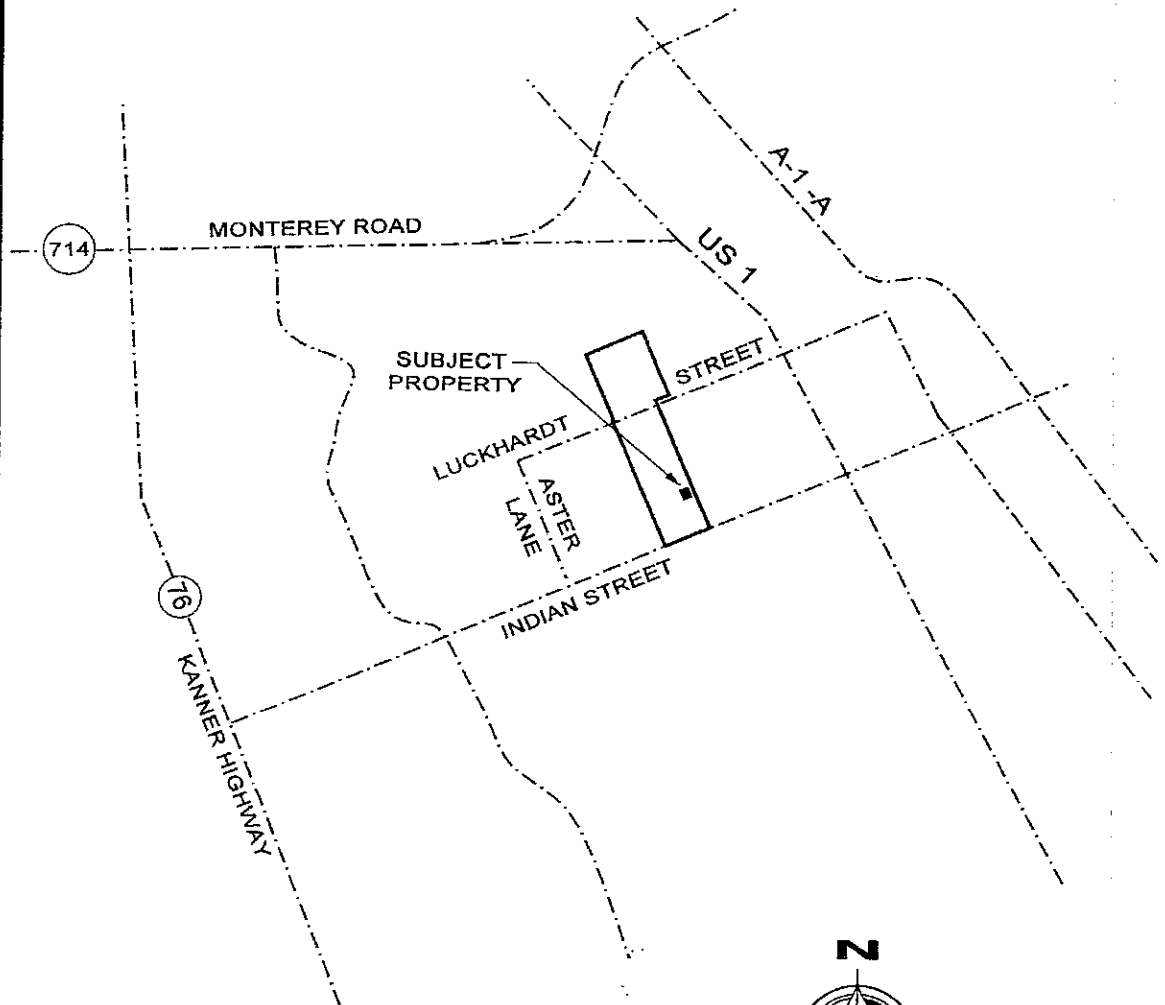 A-1-A
MONTEREY ROAD
714
US 1
SUBJECT
PROPERTY
STREET
LUCKHARDT
ASTER
LANE
INDIAN STREET
76
KANNER HIGHWAY
N